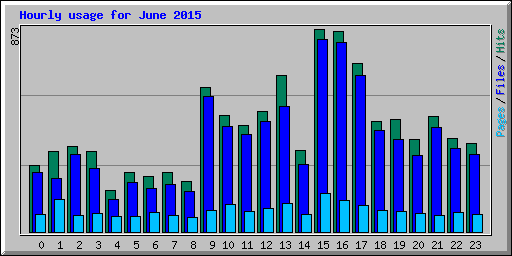 Hourly usage for June 2015
873
Pages/Files/Hits
0 1 2 3 4 5 6 7 8 9 10 11 12 13 14 15 16 17 18 19 20 21 22 23